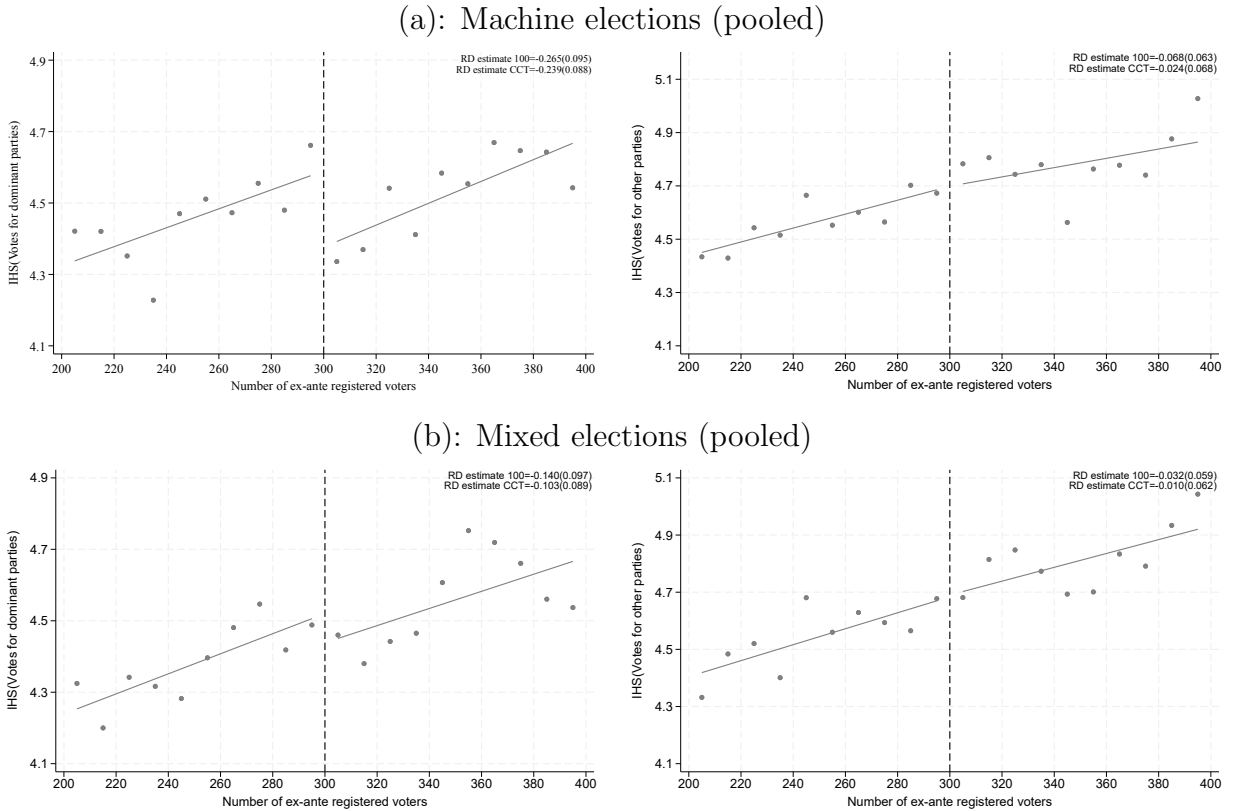 (a): Machine elections (pooled)
RD estimate 100=-0.265(0.095)
RD estimate CCT=-0.239(0.088)
IHS(Votes for dominant parties)
4.9
4.7
4.5
4.3
4.1
200 220 240 260 280 300 320 340 360 380 400
Number of ex-ante registered voters
RD estimate 100=-0.068(0.063)
RD estimate CCT=-0.024(0.068)
IHS(Votes for other parties)
5.1
4.9
4.7
4.5
4.3
4.1
200 220 240 260 280 300 320 340 360 380 400
Number of ex-ante registered voters
(b): Mixed elections (pooled)
RD estimate 100=-0.140(0.097)
RD estimate CCT=-0.103(0.089)
IHS(Votes for dominant parties)
4.9
4.7
4.5
4.3
4.1
200 220 240 260 280 300 320 340 360 380 400
Number of ex-ante registered voters
RD estimate 100=-0.032(0.059)
RD estimate CCT=-0.010(0.062)
IHS(Votes for other parties)
5.1
4.9
4.7
4.5
4.3
4.1
200 220 240 260 280 300 320 340 360 380 400
Number of ex-ante registered voters